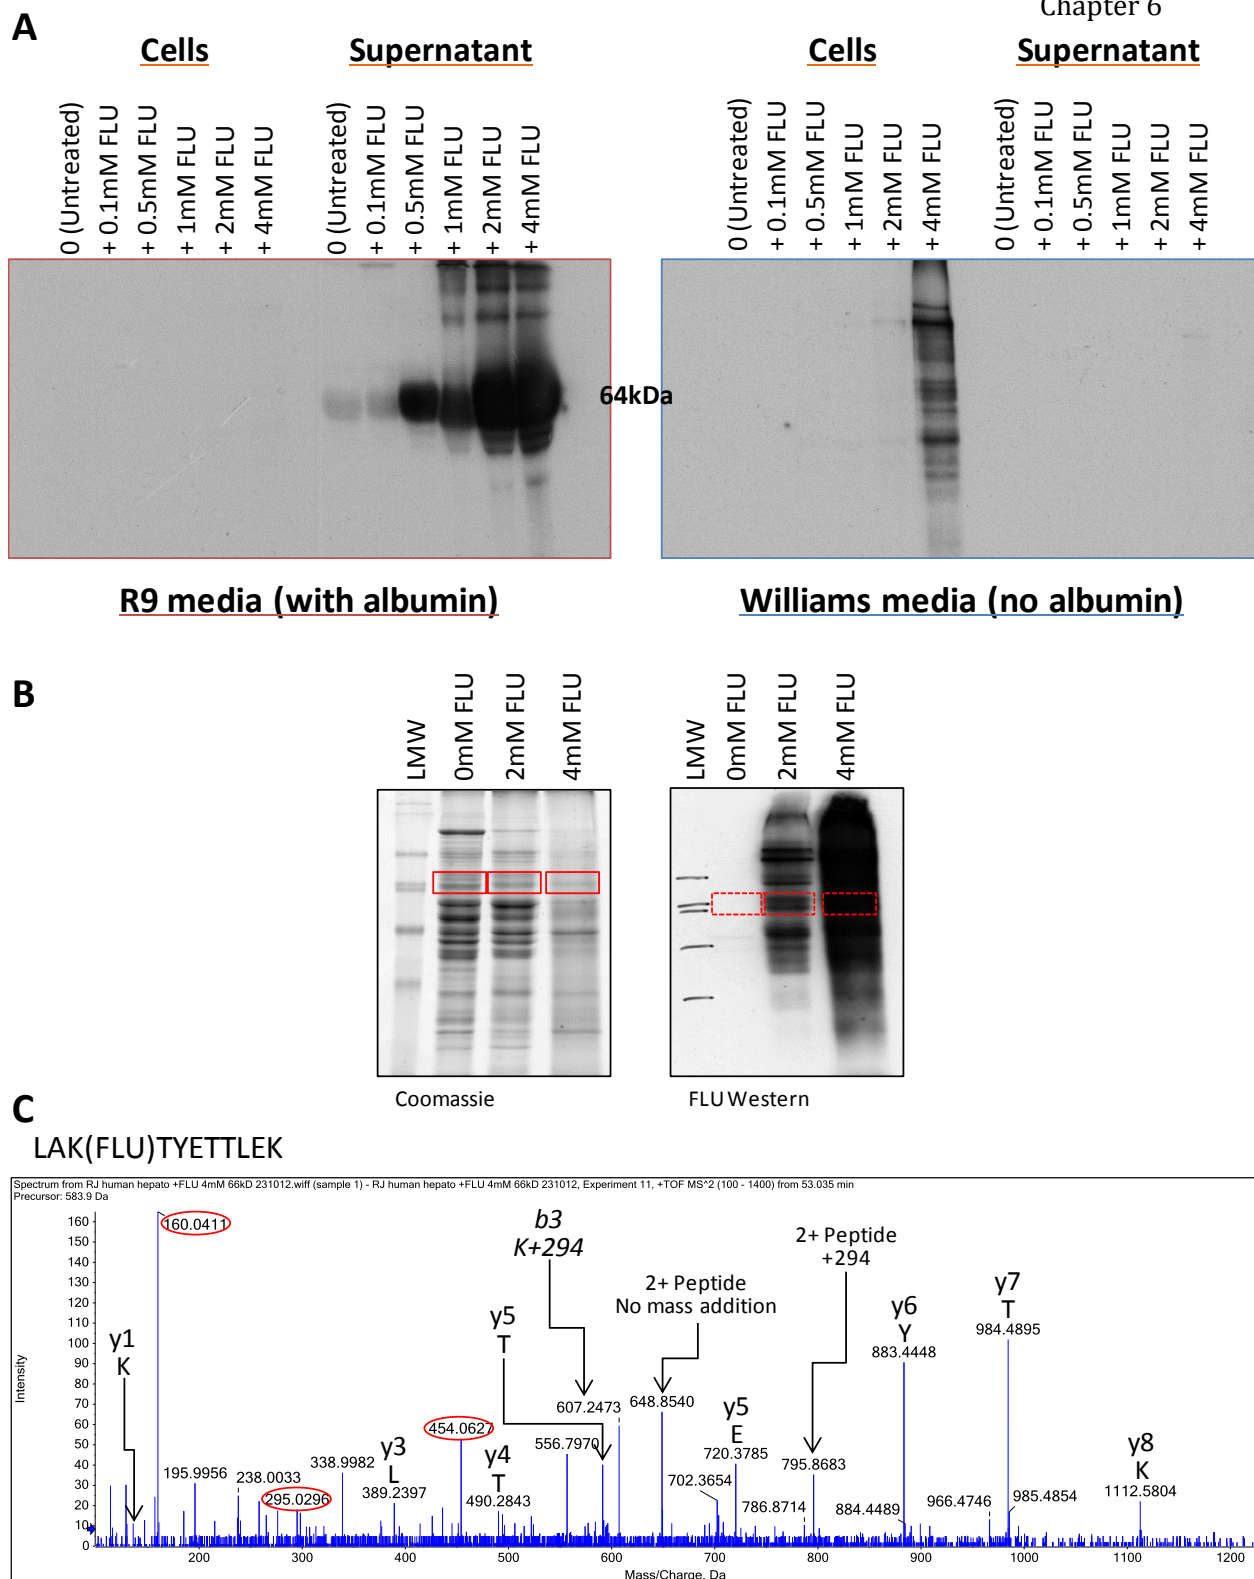 Chapter 6
A
Cells
Supernatant
Cells
Supernatant
0 (Untreated)
+ 0.1mM FLU
+ 0.5mM FLU
+ 1mM FLU
+ 2mM FLU
+ 4mM FLU
0 (Untreated)
+ 0.1mM FLU
+ 0.5mM FLU
+ 1mM FLU
+ 2mM FLU
+ 4mM FLU
0 (Untreated)
+ 0.1mM FLU
+ 0.5mM FLU
+ 1mM FLU
+ 2mM FLU
+ 4mM FLU
0 (Untreated)
+ 0.1mM FLU
+ 0.5mM FLU
+ 1mM FLU
+ 2mM FLU
+ 4mM FLU
64kDa
R9 media (with albumin)
Williams media (no albumin)
B
LMW
0mM FLU
2mM FLU
4mM FLU
LMW
0mM FLU
2mM FLU
4mM FLU
Coomassie
FLU Western
C
LAK(FLU)TYETTLEK
Spectrum from RJ human hepato +FLU 4mM 66kD 231012.wiff (sample 1) - RJ human hepato +FLU 4mM 66kD 231012, Experiment 11, +TOF MS^2 (100 - 1400) from 53.035 min
Precursor: 583.9 Da
Intensity
160
150
140
130
120
110
100
90
80
70
60
50
40
30
20
10
0
160.0411
b3
K+294
2+ Peptide
+294
2+ Peptide
No mass addition
y1
K
y5
T
y6
Y
883.4448
y7
T
984.4895
607.2473
648.8540
454.0627
556.7970
y5
E
720.3785
795.8683
y8
K
1112.5804
195.9956
238.0033
338.9982
295.0296
y3
L
389.2397
y4
T
490.2843
702.3654
786.8714
884.4489
966.4746
985.4854
200
300
400
500
600
700
800
900
1000
1100
1200
Mass/Charge, Da